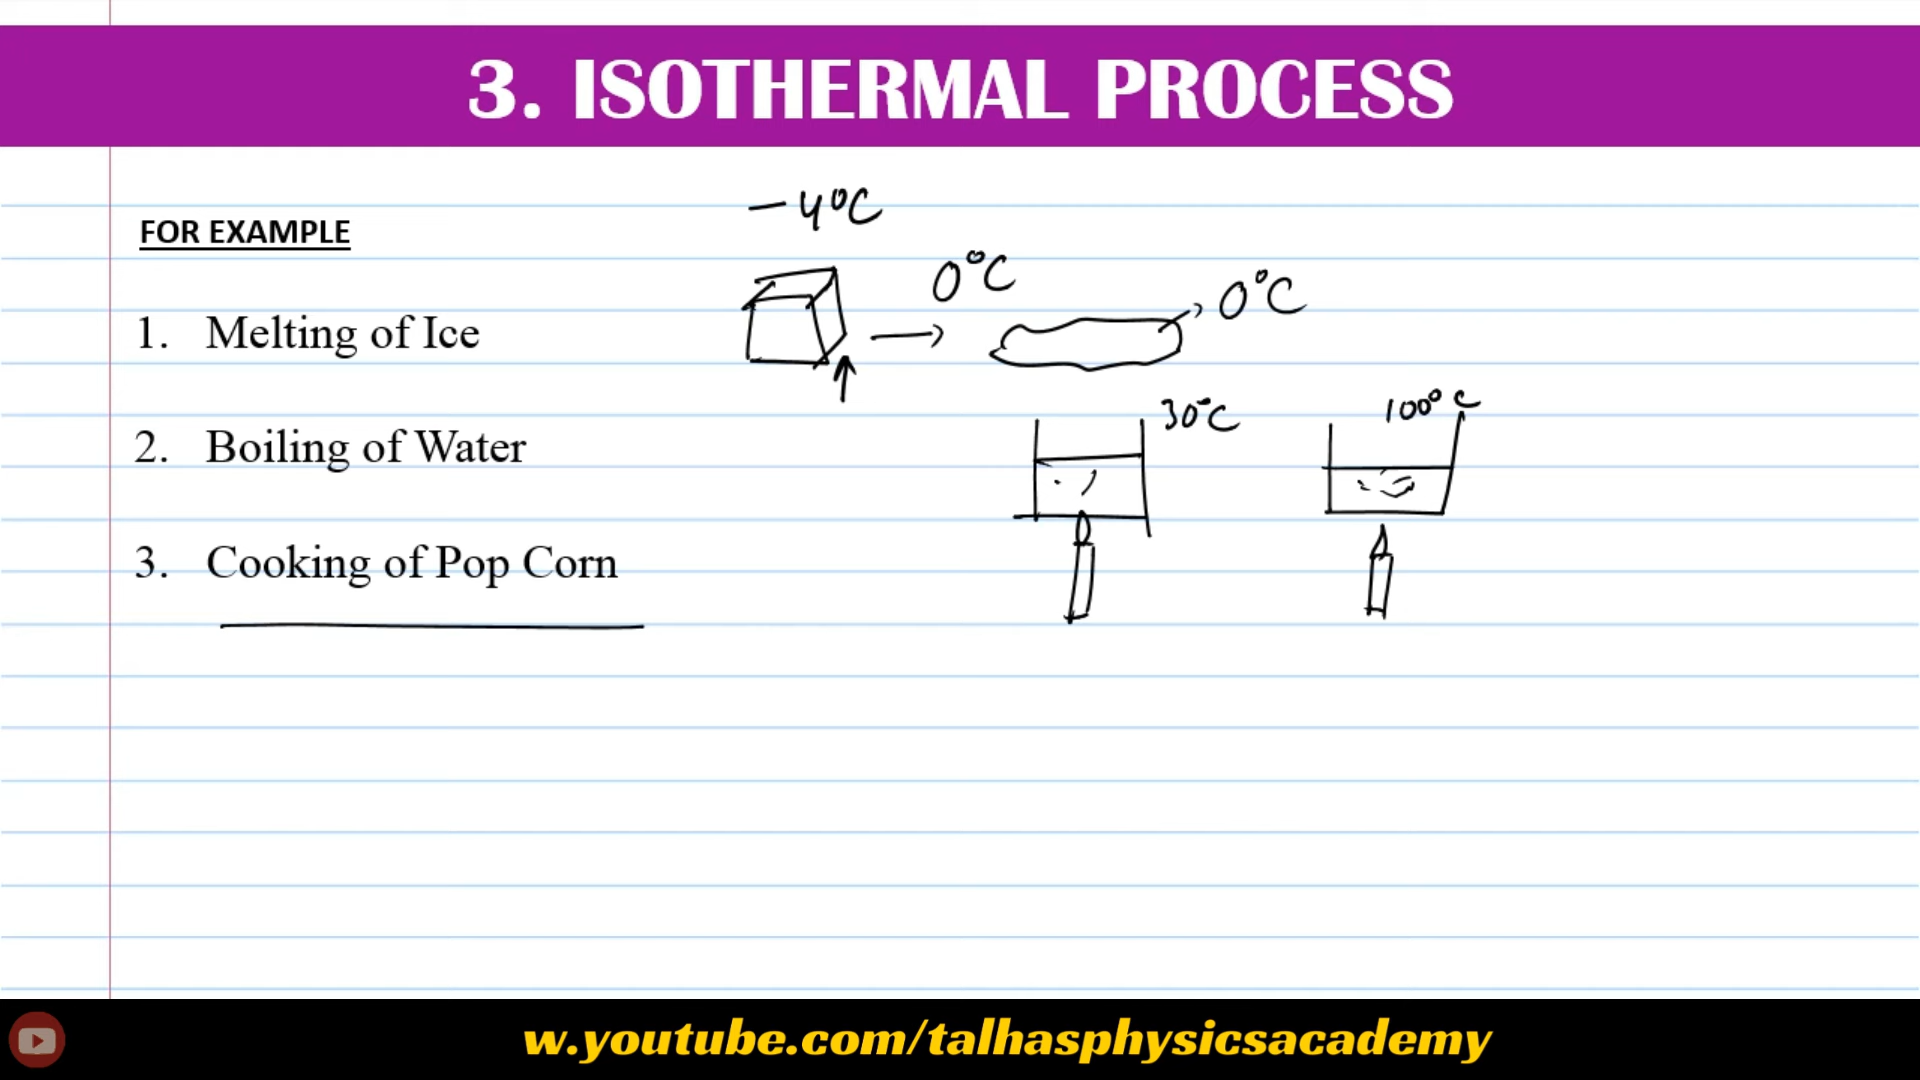 3. ISOTHERMAL PROCESS
-4°C
FOR EXAMPLE
0°C
0°C
1. Melting of Ice
30°C
100°C
2. Boiling of Water
3. Cooking of Pop Corn
w.youtube.com/talhasphysicsacademy